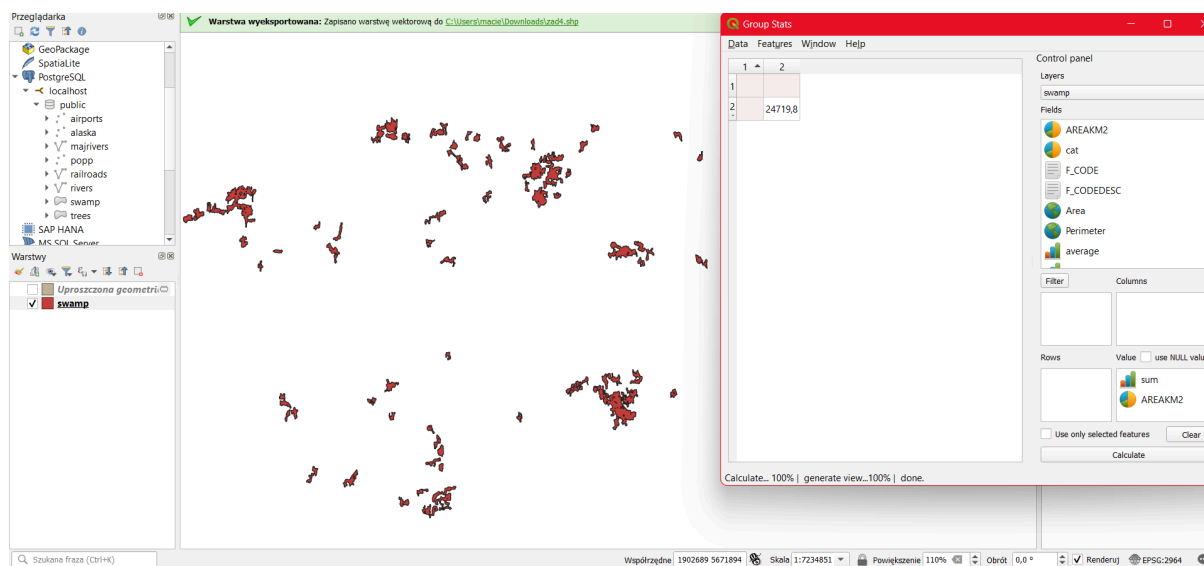 Przeglądarka
GeoPackage
SpatiaLite
PostgreSQL
localhost
public
airports
alaska
majrivers
popp
railroads
rivers
swamp
trees
SAP HANA
MS SQL Server
Warstwy
Uproszczona geometri
swamp
Warstwa wyeksportowana: Zapisano warstwę wektorową do C:\Users\macie\Downloads\zad4.shp
Group Stats
Data Features Window Help
1 2
1
2 24719,8
Control panel
Layers
swamp
Fields
AREAKM2
cat
F_CODE
F_CODEDESC
Area
Perimeter
average
Filter Columns
Rows Value use NULL valu
sum
AREAKM2
Use only selected features Clear
Calculate
Calculate... 100% | generate view...100% | done.
Szukana fraza (Ctrl+K)
Współrzędne 1902689 5671894 Skala 1:7234851 Powiększenie 110% Obrót 0,0 ° Renderuj EPSG:2964